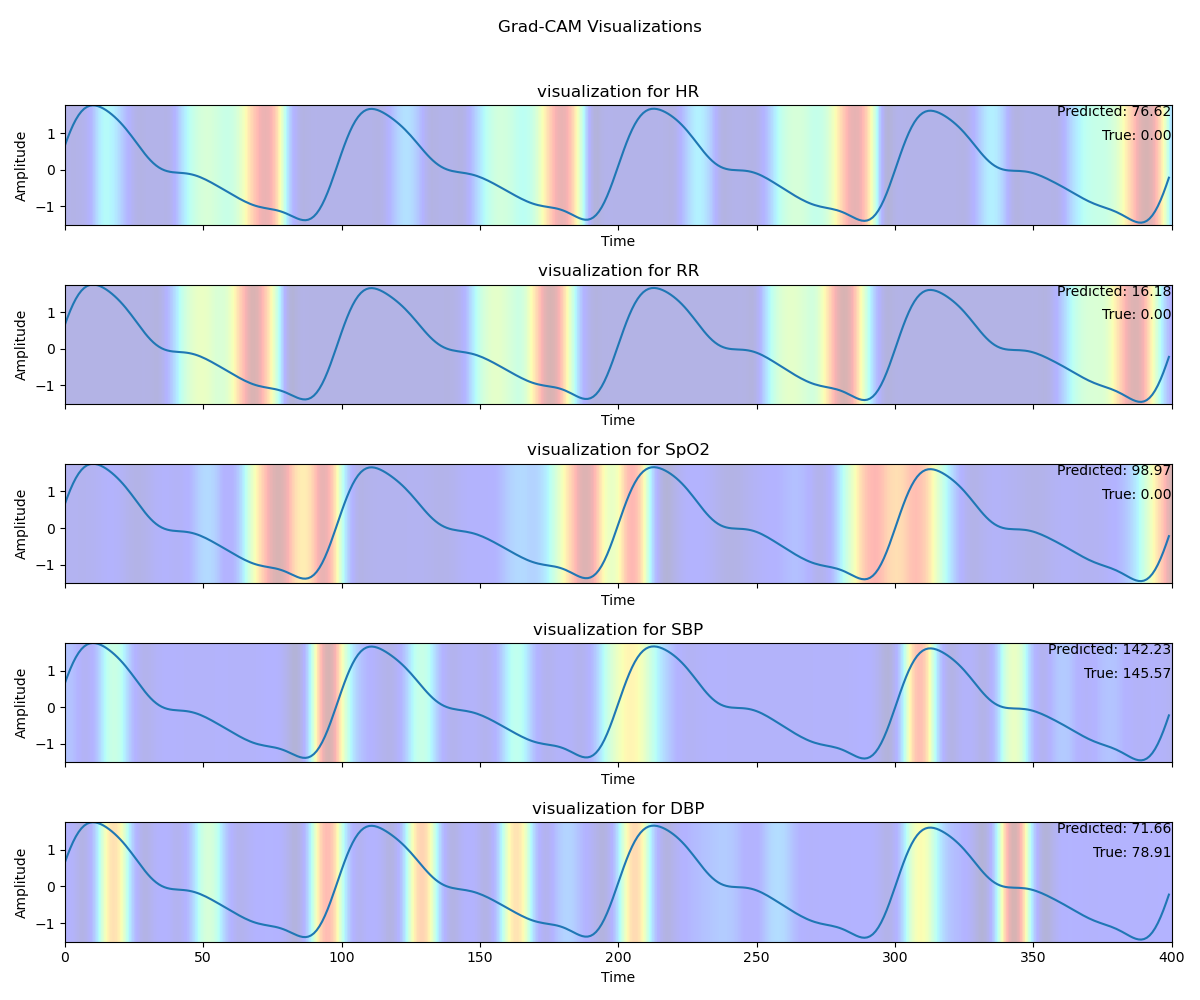 Grad-CAM Visualizations
visualization for HR
Predicted: 76.62
True: 0.00
1
0
−1
Amplitude
Time
visualization for RR
Predicted: 16.18
True: 0.00
1
0
−1
Amplitude
Time
visualization for SpO2
Predicted: 98.97
True: 0.00
1
0
−1
Amplitude
Time
visualization for SBP
Predicted: 142.23
True: 145.57
1
0
−1
Amplitude
Time
visualization for DBP
Predicted: 71.66
True: 78.91
1
0
−1
Amplitude
0 50 100 150 200 250 300 350 400
Time